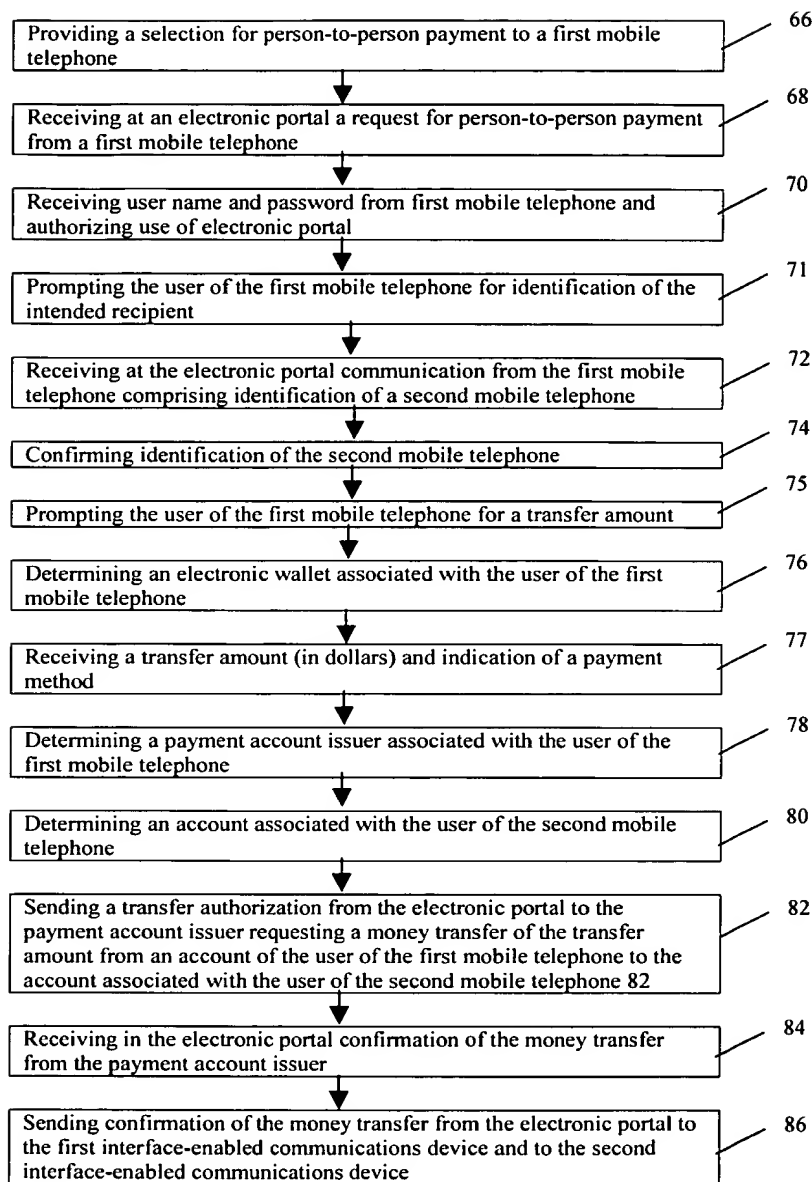 66
Providing a selection for person-to-person payment to a first mobile
telephone
68
Receiving at an electronic portal a request for person-to-person payment
from a first mobile telephone
70
Receiving user name and password from first mobile telephone and
authorizing use of electronic portal
71
Prompting the user of the first mobile telephone for identification of the
intended recipient
72
Receiving at the electronic portal communication from the first mobile
telephone comprising identification of a second mobile telephone
74
Confirming identification of the second mobile telephone
75
Prompting the user of the first mobile telephone for a transfer amount
76
Determining an electronic wallet associated with the user of the first
mobile telephone
77
Receiving a transfer amount (in dollars) and indication of a payment
method
78
Determining a payment account issuer associated with the user of the
first mobile telephone
80
Determining an account associated with the user of the second mobile
telephone
82
Sending a transfer authorization from the electronic portal to the
payment account issuer requesting a money transfer of the transfer
amount from an account of the user of the first mobile telephone to the
account associated with the user of the second mobile telephone 82
84
Receiving in the electronic portal confirmation of the money transfer
from the payment account issuer
86
Sending confirmation of the money transfer from the electronic portal to
the first interface-enabled communications device and to the second
interface-enabled communications device